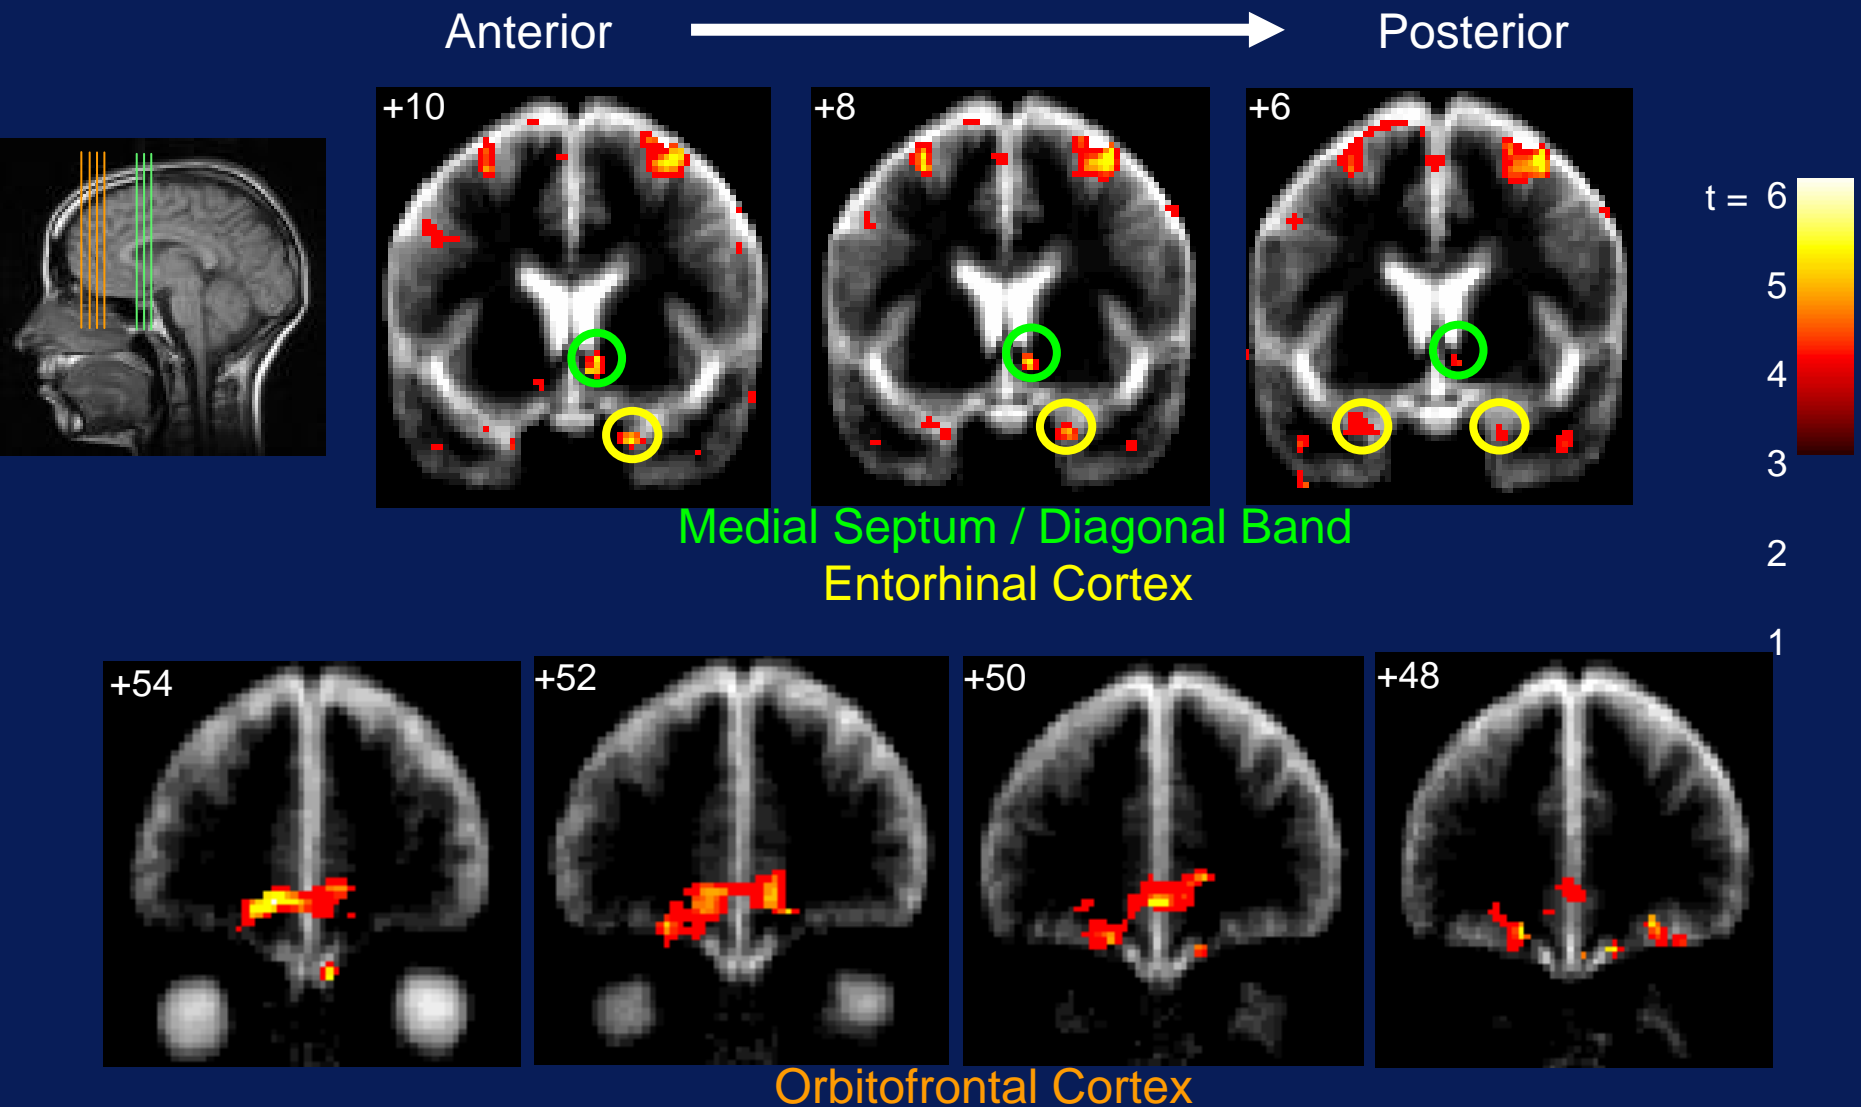 Anterior Posterior
+10 +8 +6
t = 6
5
4
3
2
1
Medial Septum / Diagonal Band
Entorhinal Cortex
+54 +52 +50 +48
Orbitofrontal Cortex